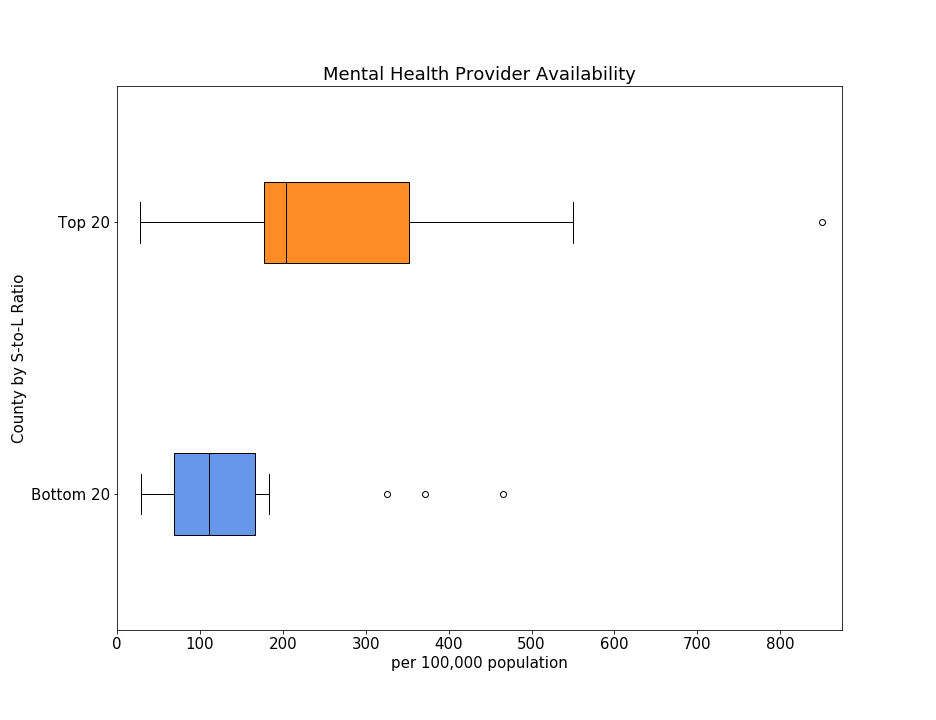 Mental Health Provider Availability
County by S-to-L Ratio
Top 20
Bottom 20
0 100 200 300 400 500 600 700 800
per 100,000 population